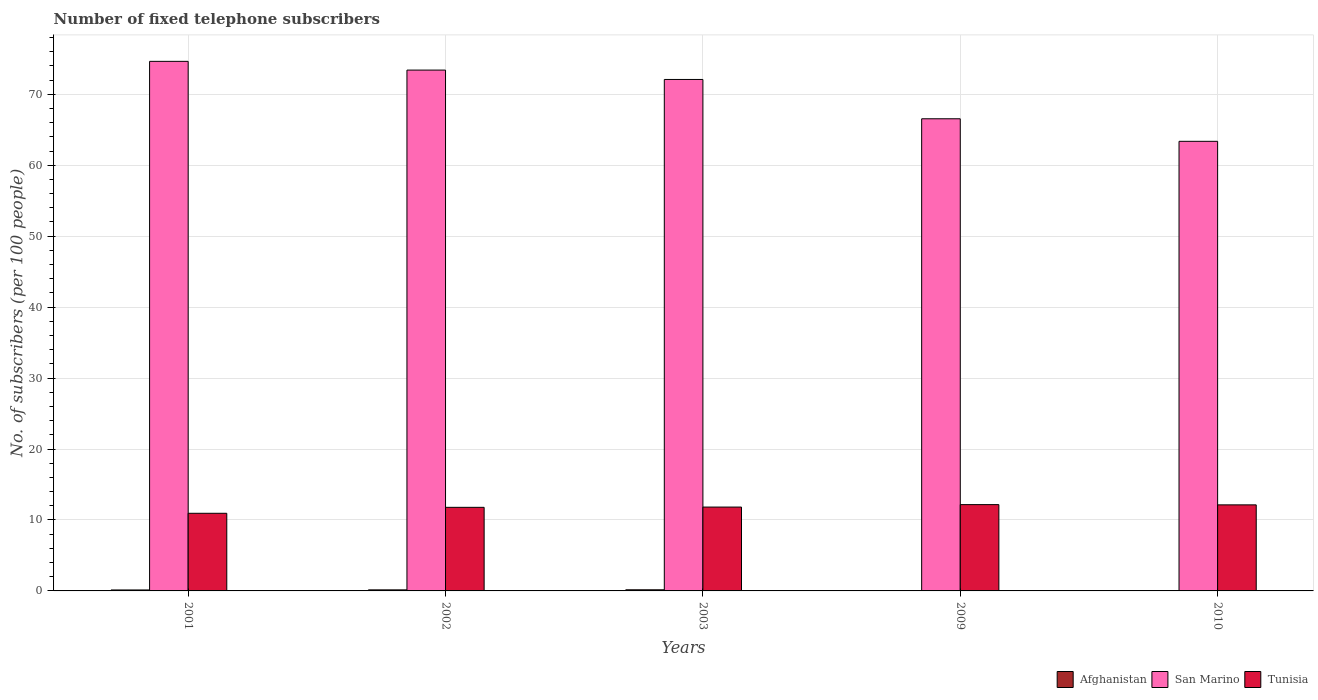 Number of fixed telephone subscribers
No. of subscribers (per 100 people)
70
60
50
40
30
20
10
0
2001
2002
2003
2009
2010
Years
Afghanistan
San Marino
Tunisia